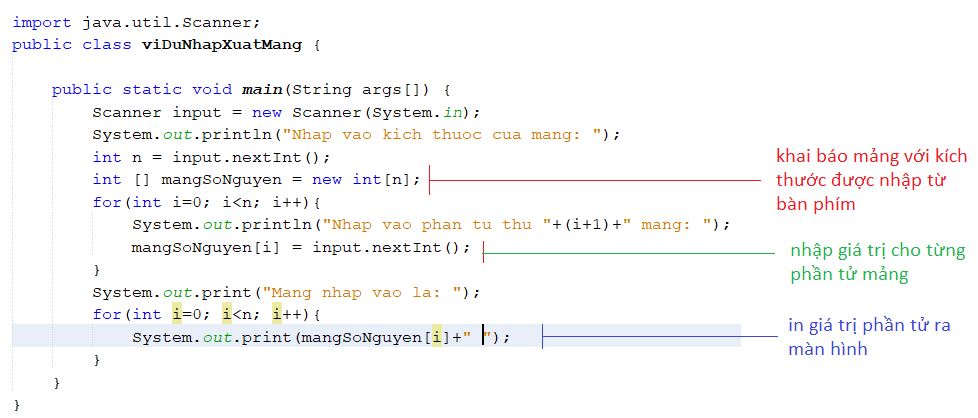 import java.util.Scanner;
public class viDuNhapXuatMang {
public static void main(String args[]) {
Scanner input = new Scanner(System.in);
System.out.println("Nhap vao kich thuoc cua mang: ");
int n = input.nextInt();
int [] mangSoNguyen = new int[n];
for(int i=0; i<n; i++){
System.out.println("Nhap vao phan tu thu "+(i+1)+" mang: ");
mangSoNguyen[i] = input.nextInt();
}
System.out.print("Mang nhap vao la: ");
for(int i=0; i<n; i++){
System.out.print(mangSoNguyen[i]+" ");
}
}
}
khai báo mảng với kích
thước được nhập từ
bàn phím
nhập giá trị cho từng
phần tử mảng
in giá trị phần tử ra
màn hình